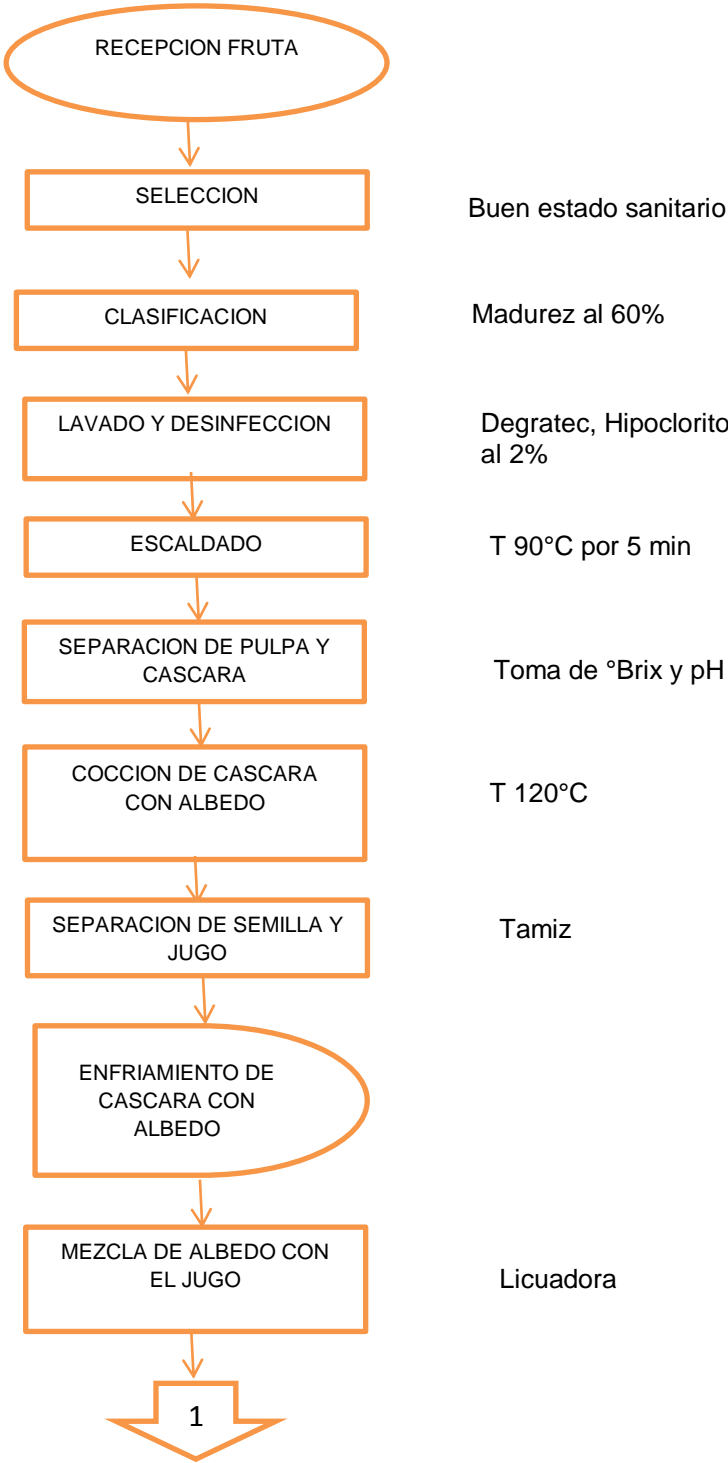 RECEPCION FRUTA
SELECCION
Buen estado sanitario
CLASIFICACION
Madurez al 60%
LAVADO Y DESINFECCION
Degratec, Hipoclorito
al 2%
ESCALDADO
T 90°C por 5 min
SEPARACION DE PULPA Y
CASCARA
Toma de °Brix y pH
COCCION DE CASCARA
CON ALBEDO
T 120°C
SEPARACION DE SEMILLA Y
JUGO
Tamiz
ENFRIAMIENTO DE
CASCARA CON
ALBEDO
MEZCLA DE ALBEDO CON
EL JUGO
Licuadora
1